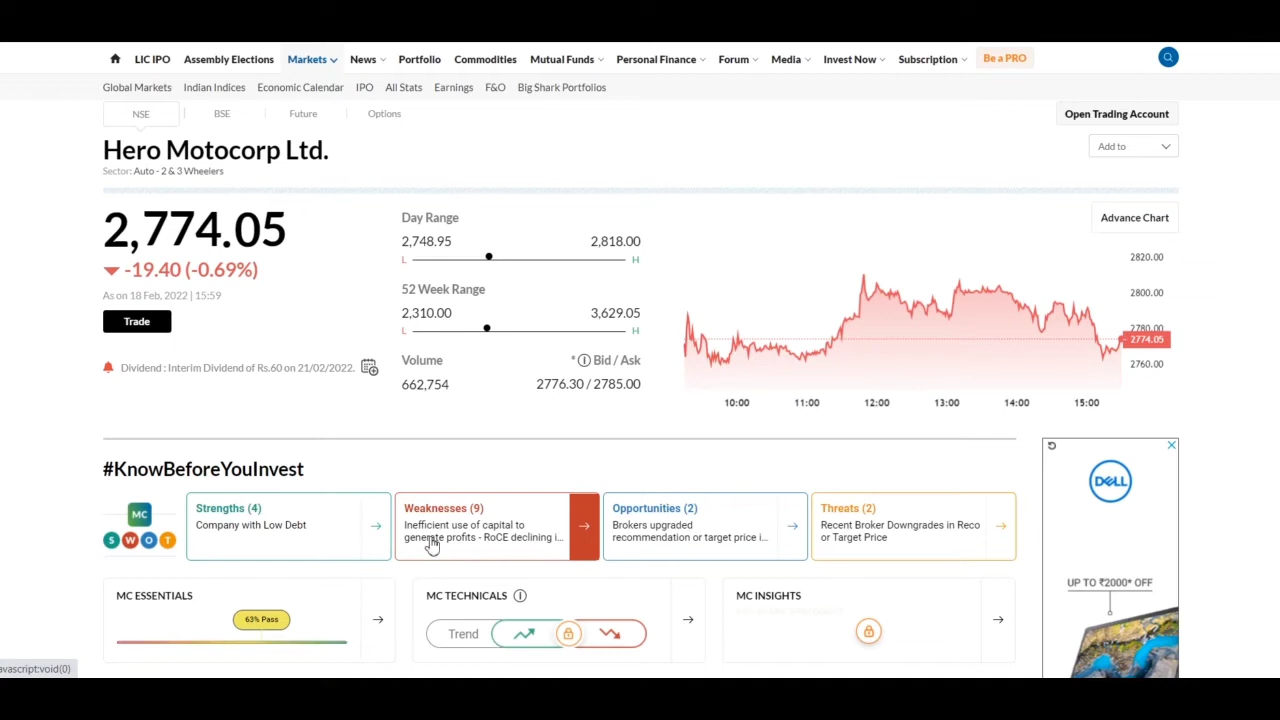 LIC IPO Assembly Elections Markets News Portfolio Commodities Mutual Funds Personal Finance Forum Media Invest Now Subscription Be a PRO
Global Markets Indian Indices Economic Calendar IPO All Stats Earnings F&O Big Shark Portfolios
NSE BSE Future Options
Open Trading Account
Hero Motocorp Ltd.
Add to
Sector: Auto - 2 & 3 Wheelers
2,774.05
-19.40 (-0.69%)
As on 18 Feb, 2022 | 15:59
Trade
Dividend : Interim Dividend of Rs.60 on 21/02/2022.
Day Range
2,748.95 2,818.00
L H
52 Week Range
2,310.00 3,629.05
L H
Volume * Bid / Ask
662,754 2776.30 / 2785.00
Advance Chart
2820.00
2800.00
2780.00
2774.05
2760.00
10:00 11:00 12:00 13:00 14:00 15:00
#KnowBeforeYouInvest
MC
S W O T
Strengths (4)
Company with Low Debt
Weaknesses (9)
Inefficient use of capital to
generate profits - RoCE declining i...
Opportunities (2)
Brokers upgraded
recommendation or target price i...
Threats (2)
Recent Broker Downgrades in Reco
or Target Price
MC ESSENTIALS
63% Pass
MC TECHNICALS
Trend
MC INSIGHTS
DELL
UP TO ₹2000* OFF
avascript:void(0)